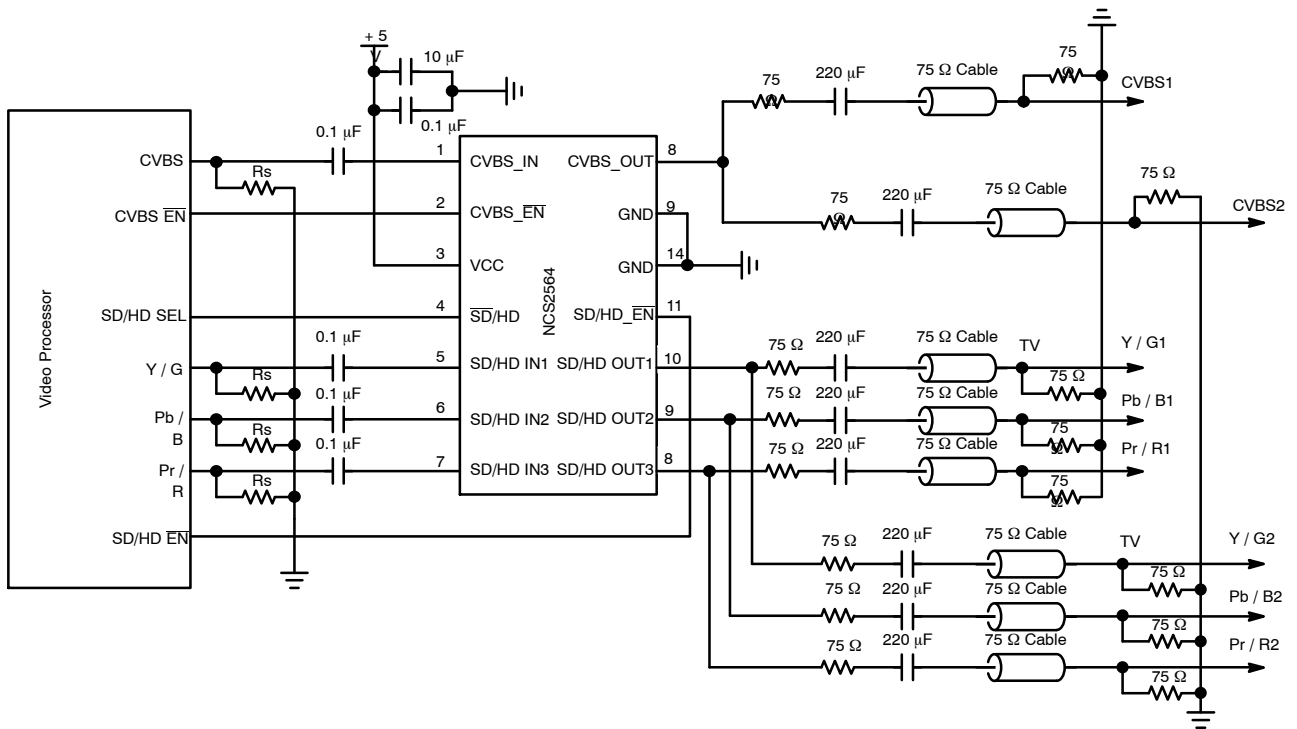 + 5
V
10 μF
0.1 μF
75
Ω
220 μF
75 Ω Cable
75
Ω
CVBS1
Video Processor
CVBS
Rs
0.1 μF
1
CVBS_IN
CVBS_OUT
8
75
Ω
220 μF
75 Ω Cable
75 Ω
CVBS2
CVBS EN
2
CVBS_EN
GND
9
3
VCC
GND
14
NCS2564
SD/HD SEL
4
SD/HD
SD/HD_EN
11
Y / G
Rs
0.1 μF
5
SD/HD IN1
SD/HD OUT1
10
75 Ω
220 μF
75 Ω Cable
TV
75 Ω
Y / G1
Pb /
B
Rs
0.1 μF
6
SD/HD IN2
SD/HD OUT2
9
75 Ω
220 μF
75 Ω Cable
75
Ω
Pb / B1
Pr /
R
Rs
0.1 μF
7
SD/HD IN3
SD/HD OUT3
8
75 Ω
220 μF
75 Ω Cable
75
Ω
Pr / R1
SD/HD EN
75 Ω
220 μF
75 Ω Cable
TV
75 Ω
Y / G2
75 Ω
220 μF
75 Ω Cable
75 Ω
Pb / B2
75 Ω
220 μF
75 Ω Cable
75 Ω
Pr / R2